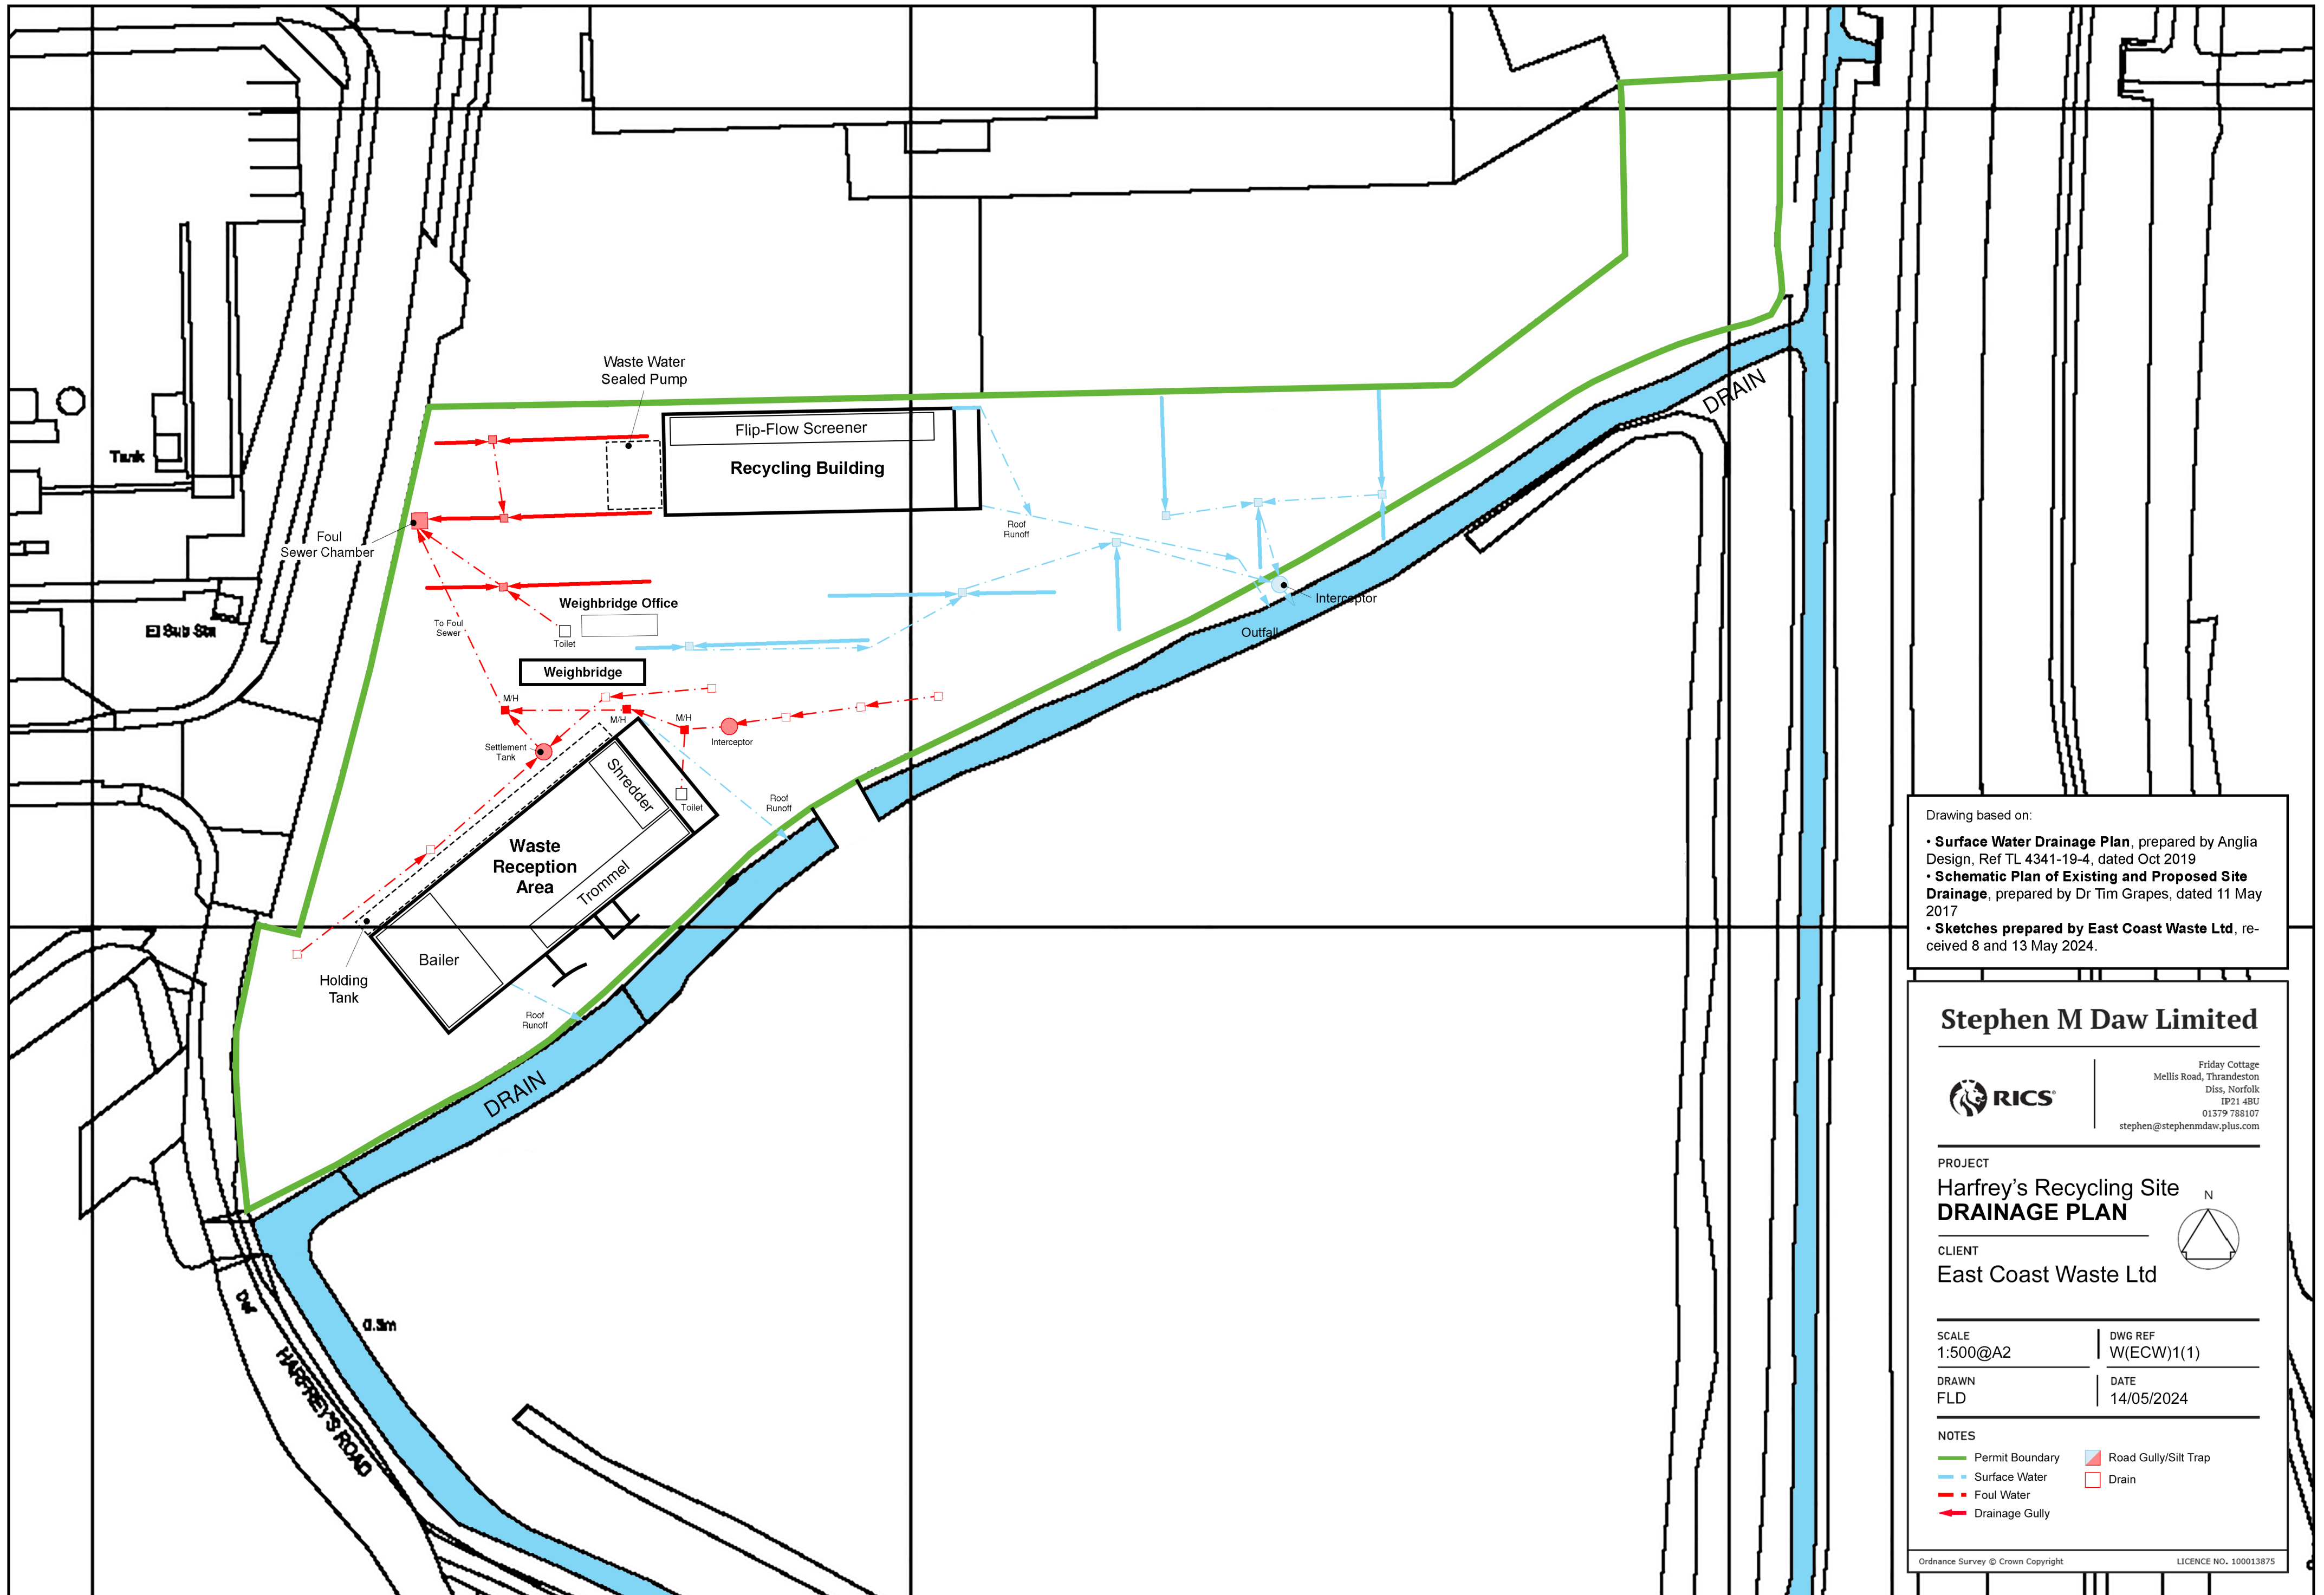 Waste Water
Sealed Pump
Flip-Flow Screener
Recycling Building
Tank
Foul
Sewer Chamber
Roof
Runoff
DRAIN
Weighbridge Office
Interceptor
El Sub Sta
To Foul
Sewer
Toilet
Outfall
Weighbridge
M/H
M/H
M/H
Interceptor
Settlement
Tank
Shredder
Toilet
Roof
Runoff
Waste
Reception
Area
Trommel
Bailer
Holding
Tank
Roof
Runoff
DRAIN
Def
0.3m
HARFREY'S ROAD
Drawing based on:
• Surface Water Drainage Plan, prepared by Anglia
Design, Ref TL 4341-19-4, dated Oct 2019
• Schematic Plan of Existing and Proposed Site
Drainage, prepared by Dr Tim Grapes, dated 11 May
2017
• Sketches prepared by East Coast Waste Ltd, re-
ceived 8 and 13 May 2024.
Stephen M Daw Limited
RICS
Friday Cottage
Mellis Road, Thrandeston
Diss, Norfolk
IP21 4BU
01379 788107
stephen@stephenmdaw.plus.com
PROJECT
Harfrey's Recycling Site
DRAINAGE PLAN
N
CLIENT
East Coast Waste Ltd
SCALE
1:500@A2
DWG REF
W(ECW)1(1)
DRAWN
FLD
DATE
14/05/2024
NOTES
Permit Boundary
Surface Water
Foul Water
Drainage Gully
Road Gully/Silt Trap
Drain
Ordnance Survey © Crown Copyright
LICENCE NO. 100013875